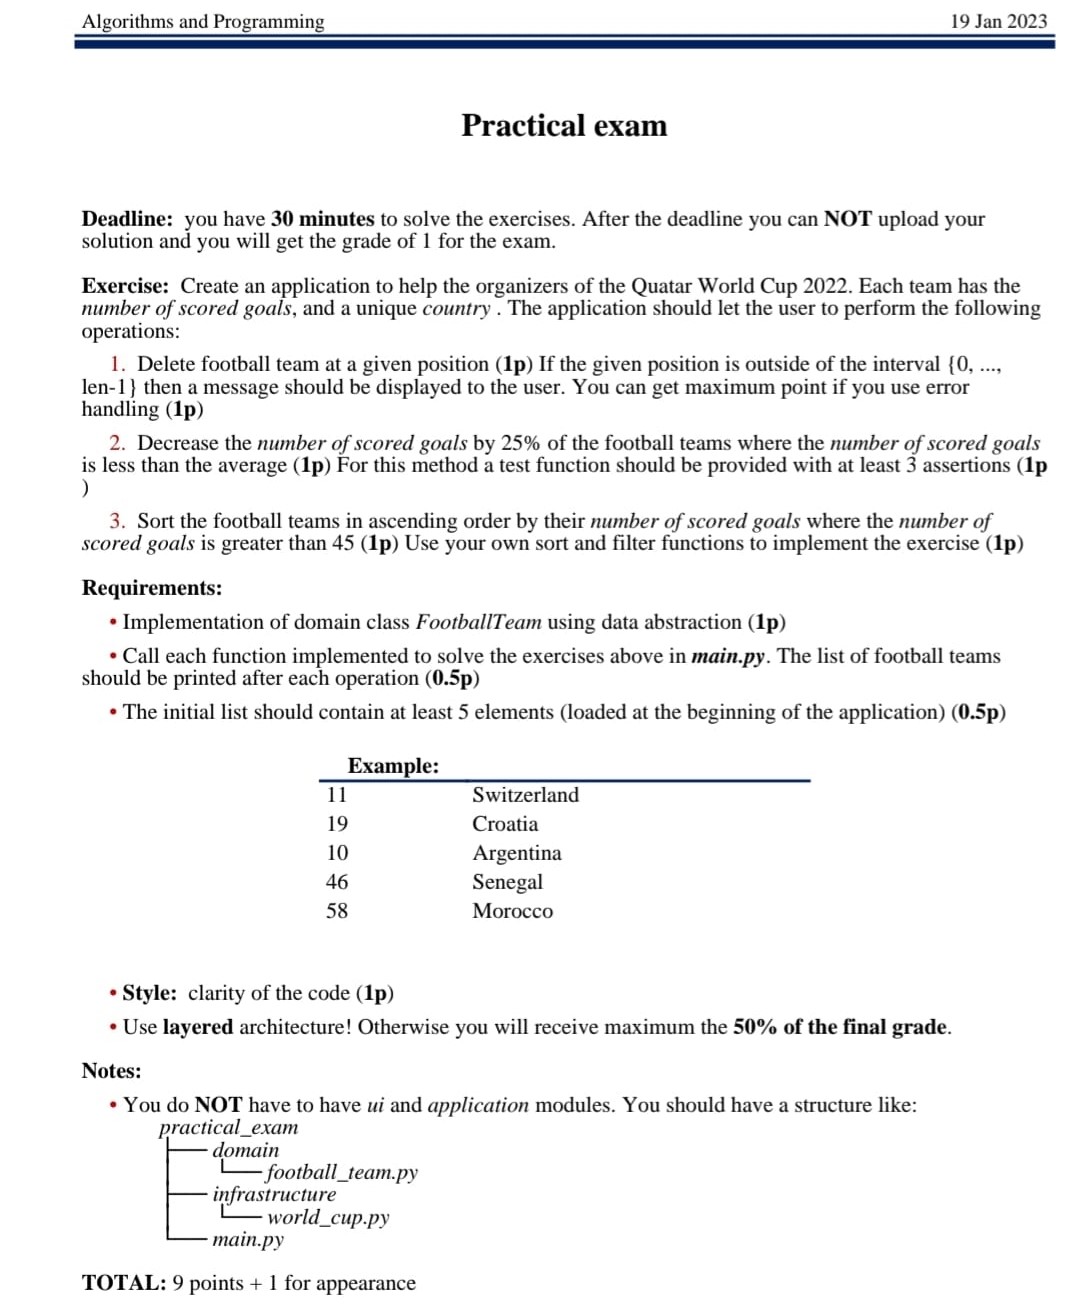 Algorithms and Programming 19 Jan 2023
Practical exam
Deadline: you have 30 minutes to solve the exercises. After the deadline you can NOT upload your
solution and you will get the grade of 1 for the exam.
Exercise: Create an application to help the organizers of the Quatar World Cup 2022. Each team has the
number of scored goals, and a unique country . The application should let the user to perform the following
operations:
1. Delete football team at a given position (1p) If the given position is outside of the interval {0, ...,
len-1} then a message should be displayed to the user. You can get maximum point if you use error
handling (1p)
2. Decrease the number of scored goals by 25% of the football teams where the number of scored goals
is less than the average (1p) For this method a test function should be provided with at least 3 assertions (1p
)
3. Sort the football teams in ascending order by their number of scored goals where the number of
scored goals is greater than 45 (1p) Use your own sort and filter functions to implement the exercise (1p)
Requirements:
• Implementation of domain class FootballTeam using data abstraction (1p)
• Call each function implemented to solve the exercises above in main.py. The list of football teams
should be printed after each operation (0.5p)
• The initial list should contain at least 5 elements (loaded at the beginning of the application) (0.5p)
Example:
11 Switzerland
19 Croatia
10 Argentina
46 Senegal
58 Morocco
• Style: clarity of the code (1p)
• Use layered architecture! Otherwise you will receive maximum the 50% of the final grade.
Notes:
• You do NOT have to have ui and application modules. You should have a structure like:
practical_exam
domain
football_team.py
infrastructure
world_cup.py
main.py
TOTAL: 9 points + 1 for appearance